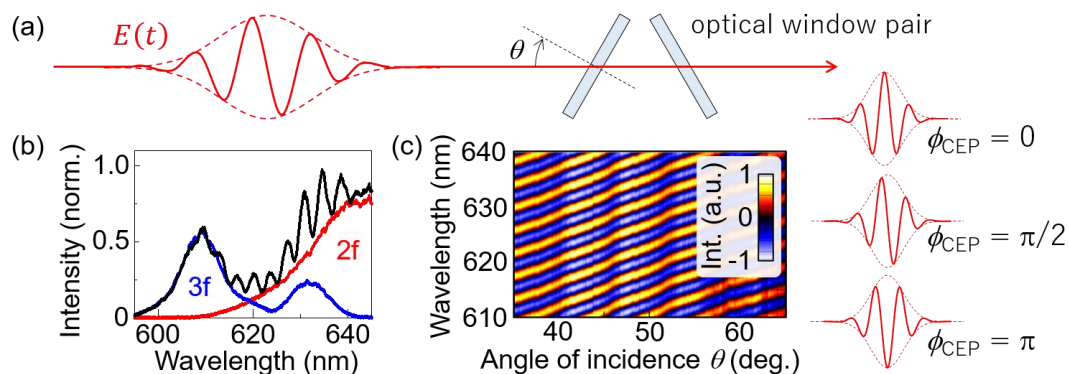 (a)
E(t)
θ
optical window pair
ϕCEP = 0
ϕCEP = π/2
ϕCEP = π
(b)
Intensity (norm.)
1.0
0.5
0
3f
2f
600
620
640
Wavelength (nm)
(c)
Wavelength (nm)
640
630
620
610
Int. (a.u.)
1
0
-1
40
50
60
Angle of incidence θ (deg.)